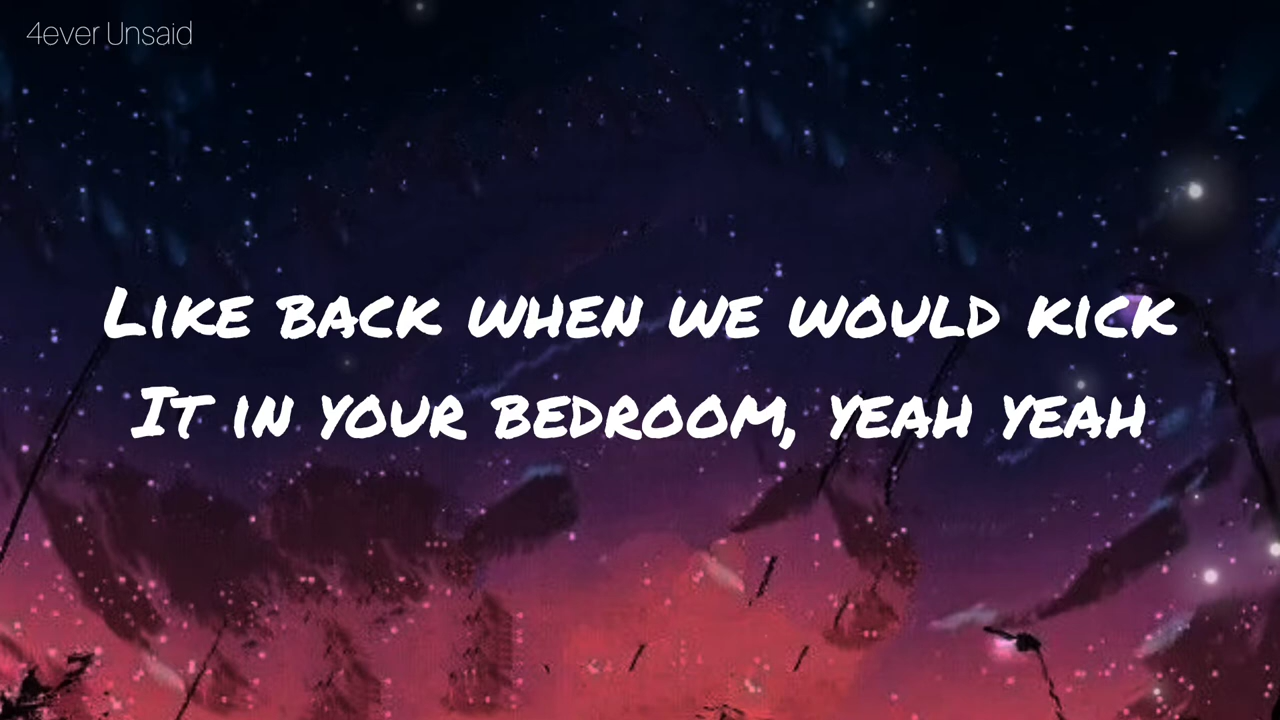 4ever Unsaid
Like back when we would kick
It in your bedroom, yeah yeah